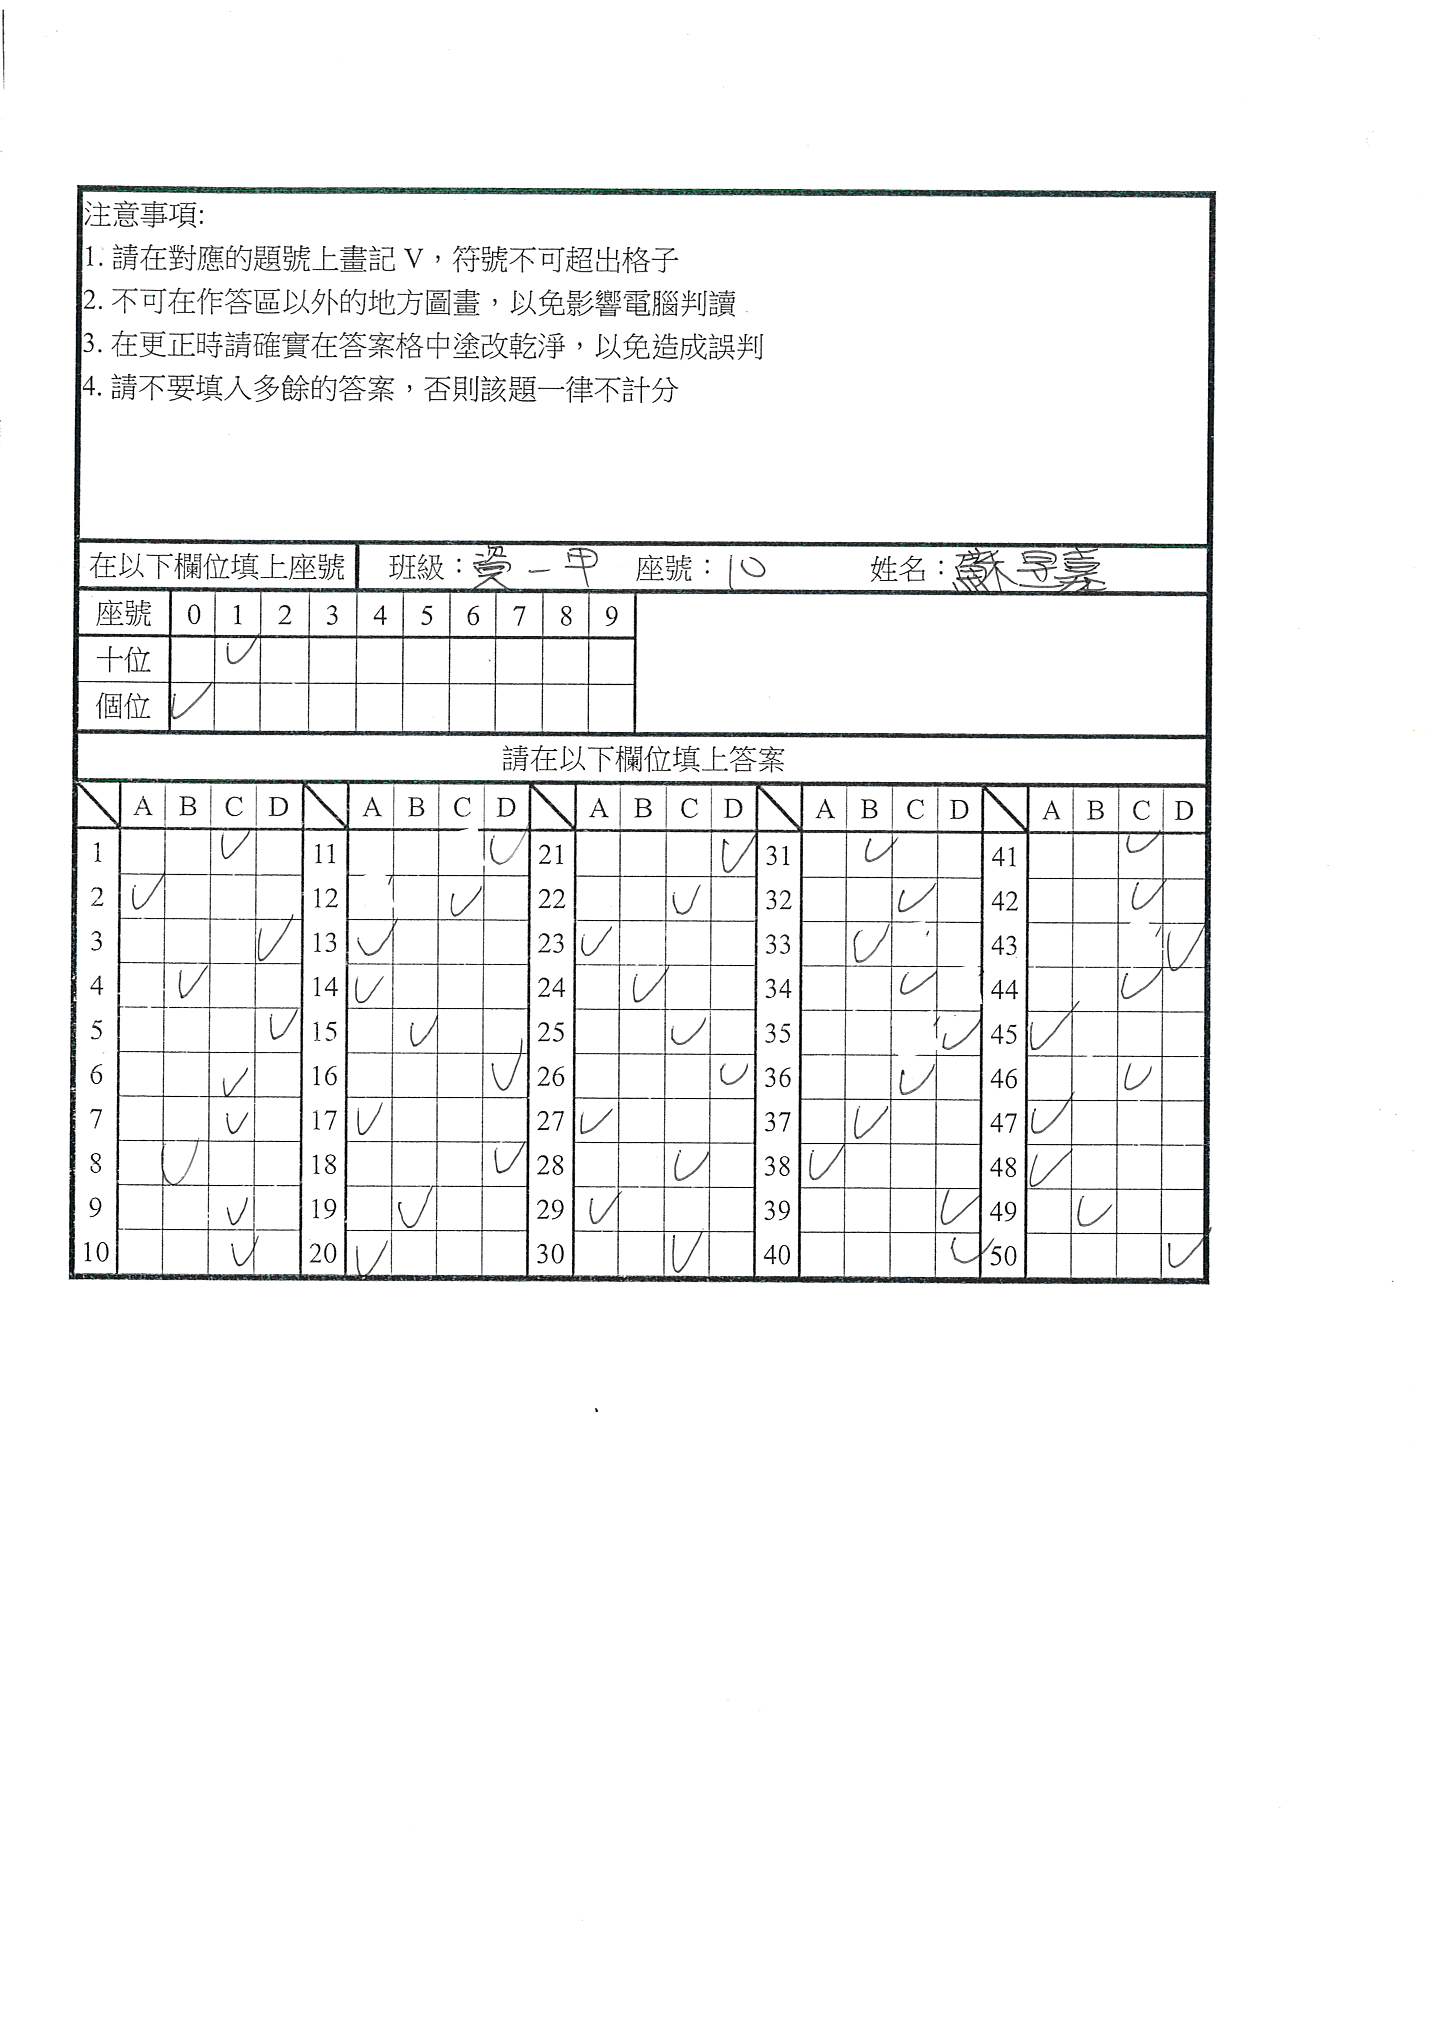 注意事項:
1. 請在對應的題號上畫記 V，符號不可超出格子
2. 不可在作答區以外的地方圖畫，以免影響電腦判讀
3. 在更正時請確實在答案格中塗改乾淨，以免造成誤判
4. 請不要填入多餘的答案，否則該題一律不計分
在以下欄位填上座號 班級：資一甲 座號：10 姓名：蘇
座號 0 1 2 3 4 5 6 7 8 9
十位 V
個位 V
請在以下欄位填上答案
A B C D A B C D A B C D A B C D A B C D
1 V 11 V 21 V 31 V 41 V
2 V 12 V 22 V 32 V 42 V
3 V 13 V 23 V 33 V 43 V
4 V 14 V 24 V 34 V 44 V
5 V 15 V 25 V 35 V 45 V
6 V 16 V 26 V 36 V 46 V
7 V 17 V 27 V 37 V 47 V
8 V 18 V 28 V 38 V 48 V
9 V 19 V 29 V 39 V 49 V
10 V 20 V 30 V 40 V 50 V